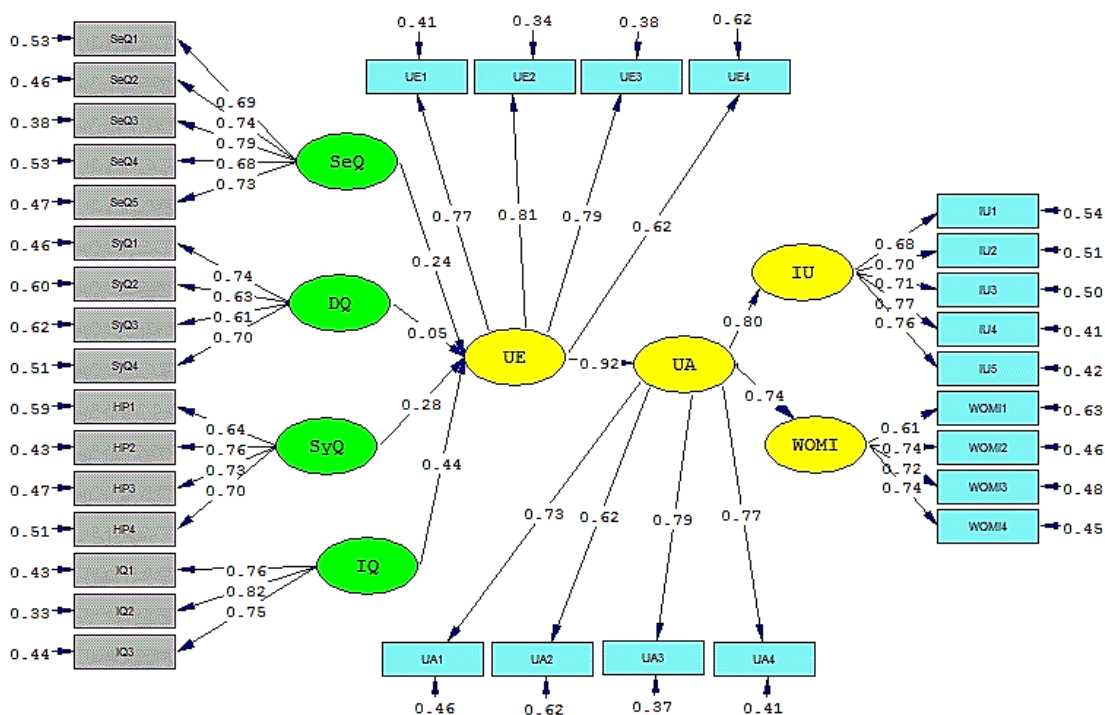 0.41 0.34 0.38 0.62
UE1 UE2 UE3 UE4
0.53 SeQ1
0.46 SeQ2
0.38 SeQ3
0.53 SeQ4
0.47 SeQ5
0.46 SyQ1
0.60 SyQ2
0.62 SyQ3
0.51 SyQ4
0.59 HP1
0.43 HP2
0.47 HP3
0.51 HP4
0.43 IQ1
0.33 IQ2
0.44 IQ3
0.69
0.74
0.79
0.68
0.73
SeQ
0.74
0.63
0.61
0.70
DQ
0.64
0.76
0.73
0.70
SyQ
0.76
0.82
0.75
IQ
0.24
0.05
0.28
0.44
0.77 0.81 0.79 0.62
UE 0.92 UA
0.80
0.74
IU
WOMI
0.68
0.70
0.71
0.77
0.76
IU1 0.54
IU2 0.51
IU3 0.50
IU4 0.41
IU5 0.42
0.61
0.74
0.72
0.74
WOMI1 0.63
WOMI2 0.46
WOMI3 0.48
WOMI4 0.45
0.73 0.62 0.79 0.77
UA1 UA2 UA3 UA4
0.46 0.62 0.37 0.41